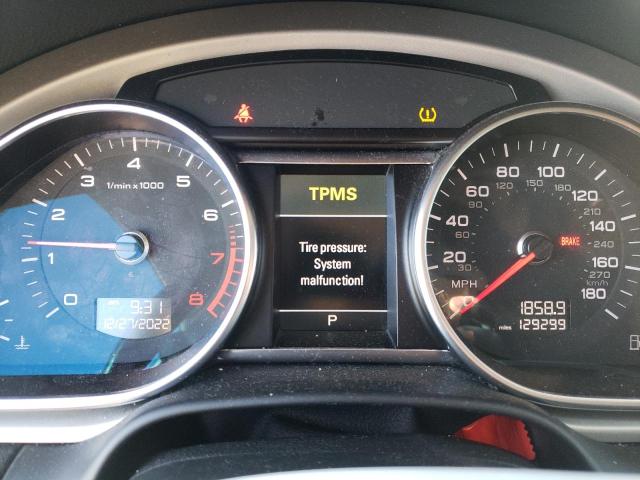 TPMS
Tire pressure:
System
malfunction!
P
0 1 2 3 4 5 6 7 8
1/min x 1000
9:31
12/27/2022
0 20 40 60 80 100 120 140 160 180
30 60 90 120 150 180 210 240 270
MPH
km/h
BRAKE
1858.9
miles 129299